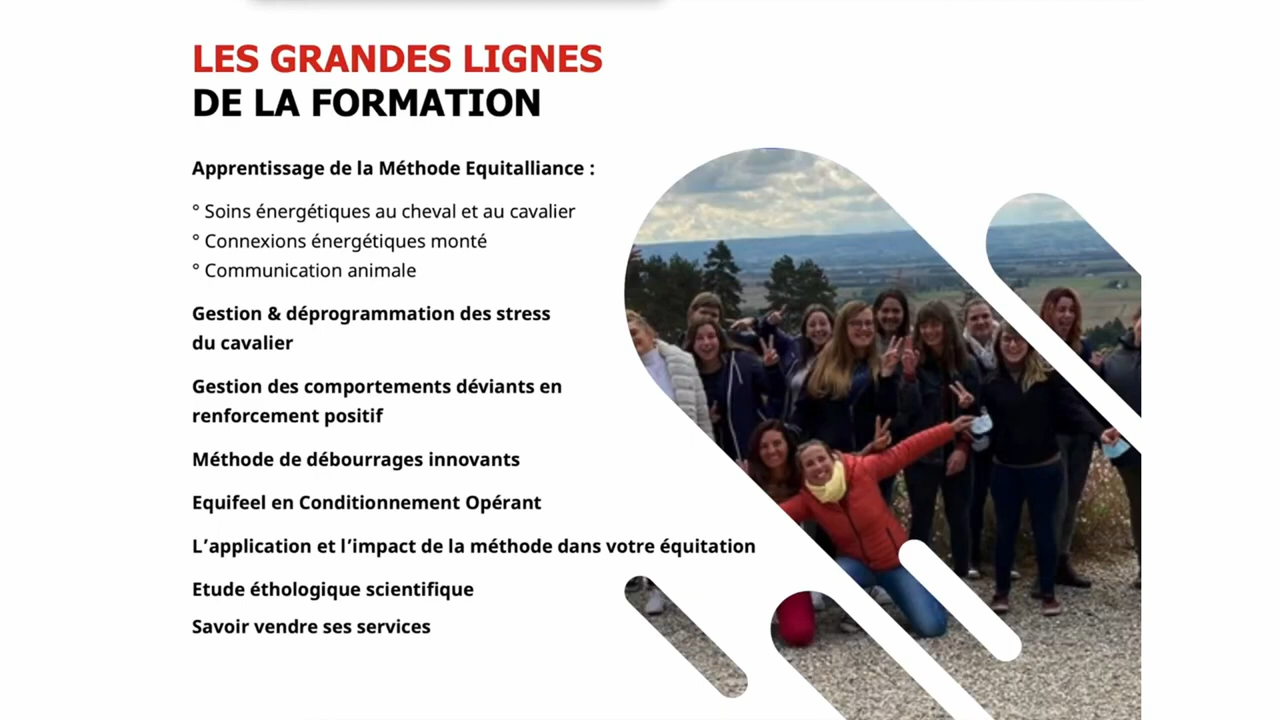 LES GRANDES LIGNES
DE LA FORMATION
Apprentissage de la Méthode Equitalliance :
° Soins énergétiques au cheval et au cavalier
° Connexions énergétiques monté
° Communication animale
Gestion & déprogrammation des stress
du cavalier
Gestion des comportements déviants en
renforcement positif
Méthode de débourrages innovants
Equifeel en Conditionnement Opérant
L’application et l’impact de la méthode dans votre équitation
Etude éthologique scientifique
Savoir vendre ses services